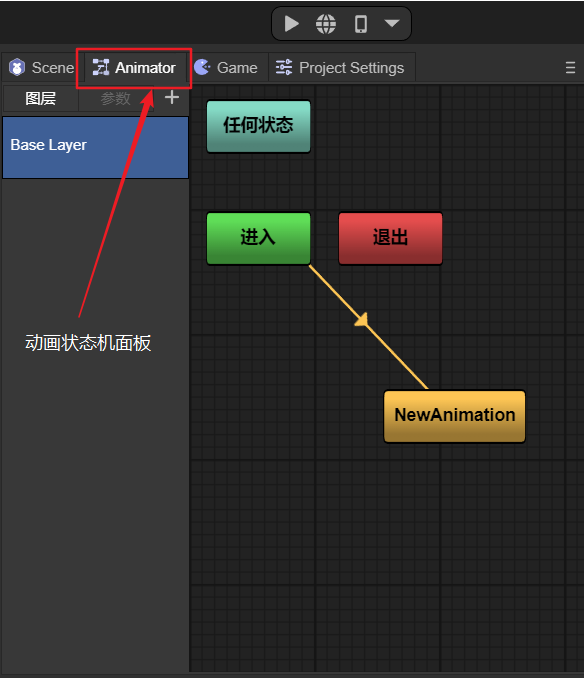 Scene Animator Game Project Settings
图层 参数 +
Base Layer
任何状态
进入 退出
动画状态机面板
NewAnimation